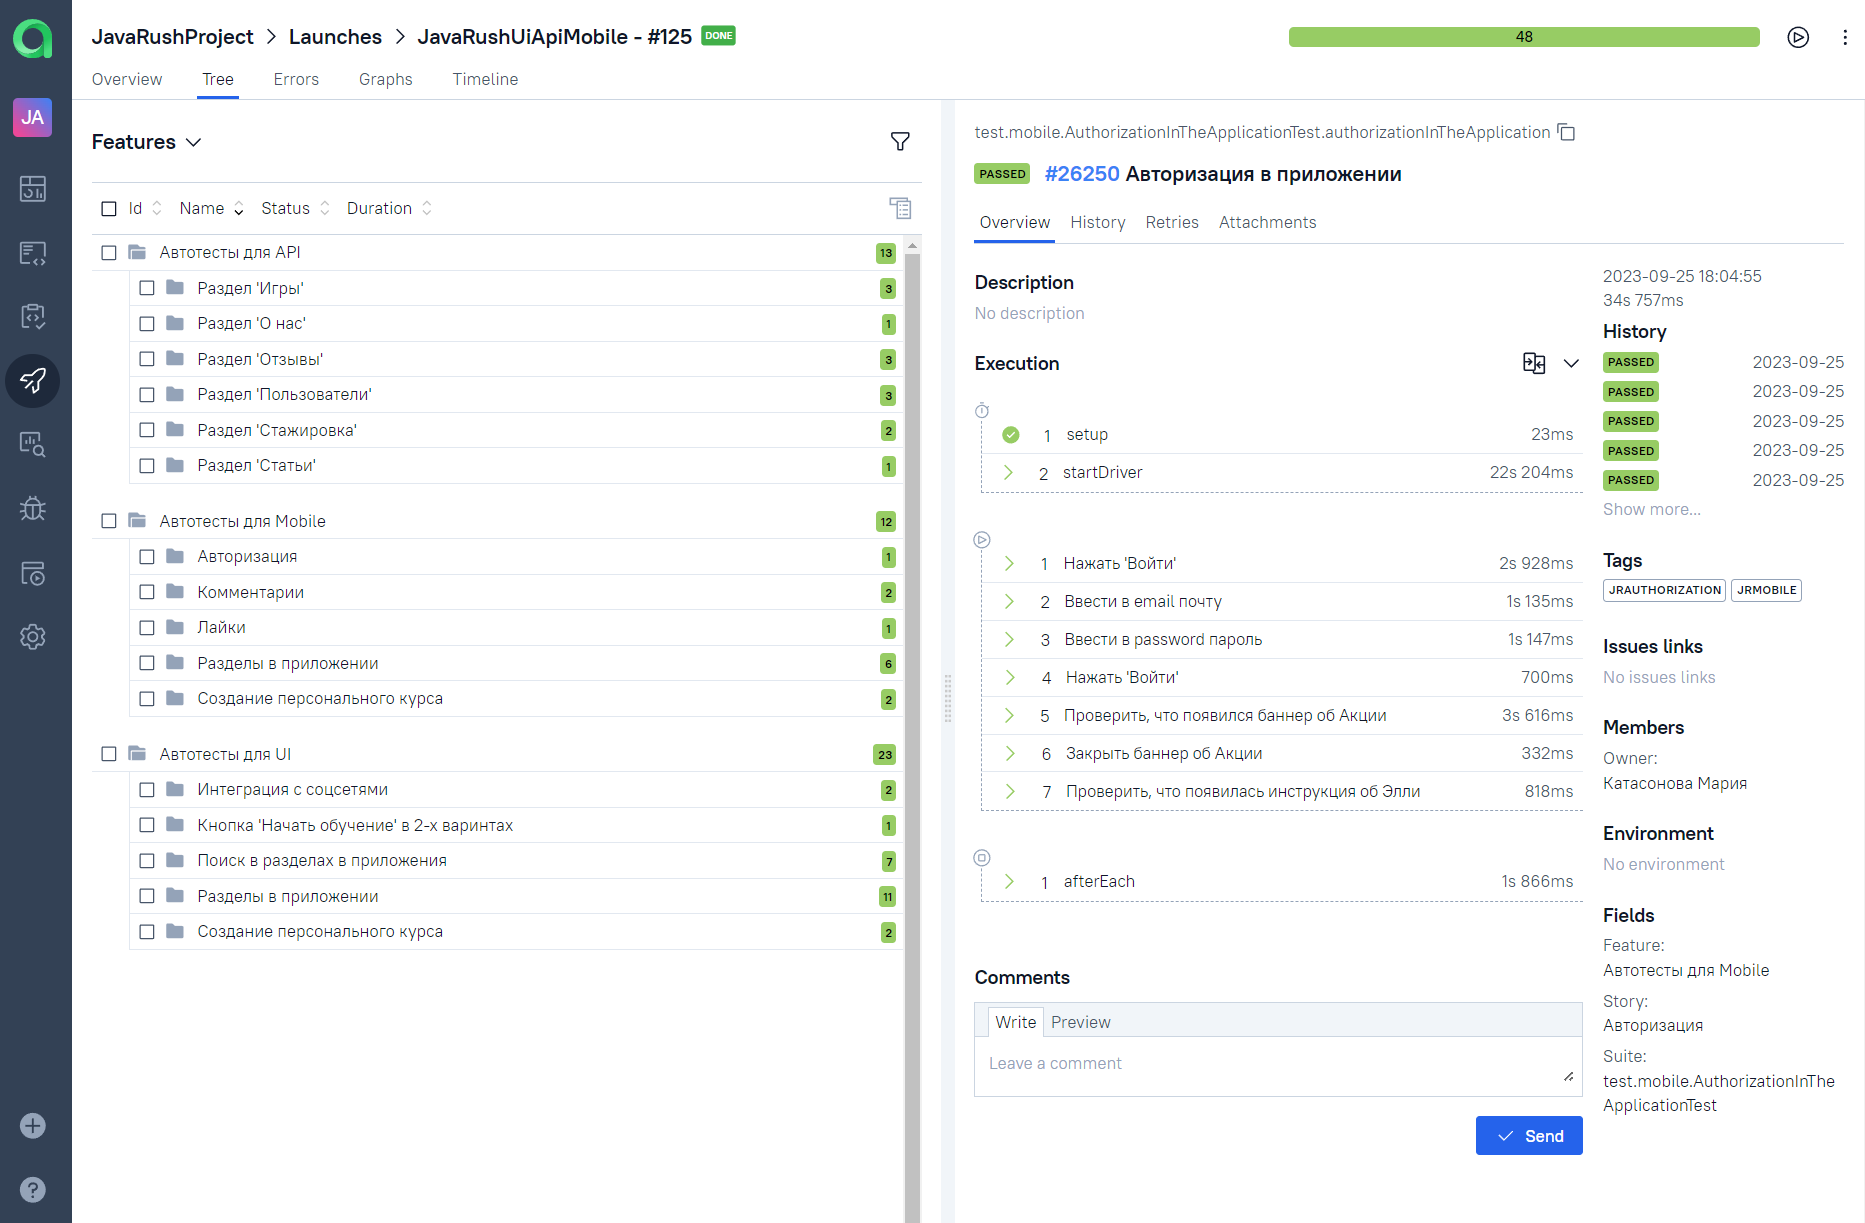 JavaRushProject > Launches > JavaRushUiApiMobile - #125 DONE
48
JA
Overview Tree Errors Graphs Timeline
Features
Id Name Status Duration
Автотесты для API 13
Раздел 'Игры' 3
Раздел 'О нас' 1
Раздел 'Отзывы' 3
Раздел 'Пользователи' 3
Раздел 'Стажировка' 2
Раздел 'Статьи' 1
Автотесты для Mobile 12
Авторизация 1
Комментарии 2
Лайки 1
Разделы в приложении 6
Создание персонального курса 2
Автотесты для UI 23
Интеграция с соцсетями 2
Кнопка 'Начать обучение' в 2-х варинтах 1
Поиск в разделах в приложения 7
Разделы в приложении 11
Создание персонального курса 2
test.mobile.AuthorizationInTheApplicationTest.authorizationInTheApplication
PASSED #26250 Авторизация в приложении
Overview History Retries Attachments
Description
No description
Execution
1 setup 23ms
2 startDriver 22s 204ms
1 Нажать 'Войти' 2s 928ms
2 Ввести в email почту 1s 135ms
3 Ввести в password пароль 1s 147ms
4 Нажать 'Войти' 700ms
5 Проверить, что появился баннер об Акции 3s 616ms
6 Закрыть баннер об Акции 332ms
7 Проверить, что появилась инструкция об Элли 818ms
1 afterEach 1s 866ms
Comments
Write Preview
Leave a comment
Send
2023-09-25 18:04:55
34s 757ms
History
PASSED 2023-09-25
PASSED 2023-09-25
PASSED 2023-09-25
PASSED 2023-09-25
PASSED 2023-09-25
Show more...
Tags
JRAUTHORIZATION JRMOBILE
Issues links
No issues links
Members
Owner:
Катасонова Мария
Environment
No environment
Fields
Feature:
Автотесты для Mobile
Story:
Авторизация
Suite:
test.mobile.AuthorizationInThe
ApplicationTest